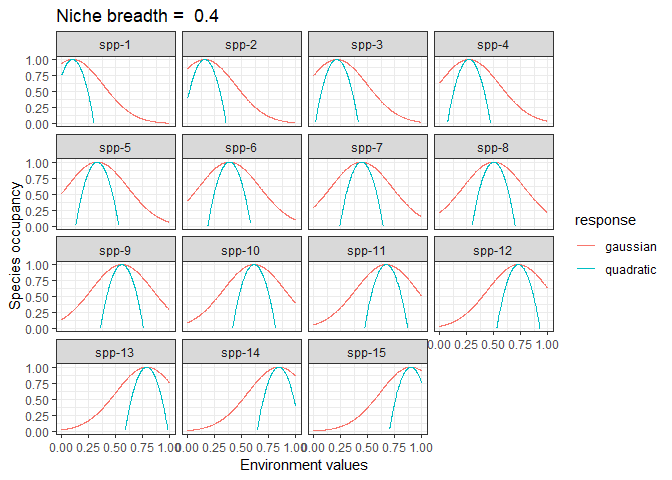 Niche breadth = 0.4
spp-1 spp-2 spp-3 spp-4
1.00
0.75
0.50
0.25
0.00
spp-5 spp-6 spp-7 spp-8
1.00
0.75
0.50
0.25
0.00
spp-9 spp-10 spp-11 spp-12
1.00
0.75
0.50
0.25
0.00
0.00 0.25 0.50 0.75 1.00
spp-13 spp-14 spp-15
1.00
0.75
0.50
0.25
0.00
0.00 0.25 0.50 0.75 1.00 0.00 0.25 0.50 0.75 1.00 0.00 0.25 0.50 0.75 1.00
Species occupancy
Environment values
response
gaussian
quadratic